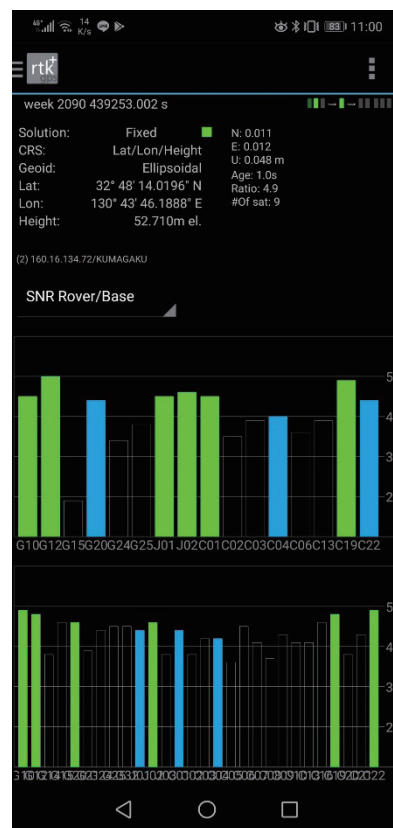 46° 14 K/s 83 11:00
rtk+
gps
week 2090 439253.002 s
Solution: Fixed N: 0.011
CRS: Lat/Lon/Height E: 0.012
Geoid: Ellipsoidal U: 0.048 m
Lat: 32° 48' 14.0196" N Age: 1.0s
Lon: 130° 43' 46.1888" E Ratio: 4.9
Height: 52.710m el. #Of sat: 9
(2) 160.16.134.72/KUMAGAKU
SNR Rover/Base
5
4
3
2
G10G12G15G20G24G25J01J02C01C02C03C04C06C13C19C22
5
4
3
2